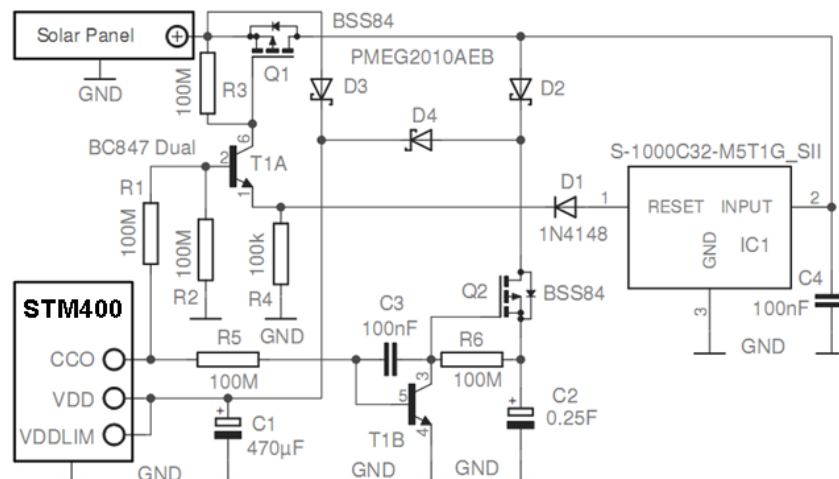 Solar Panel
BSS84
GND
100M
R3
Q1
PMEG2010AEB
D3
D2
D4
BC847 Dual
6
2
T1A
1
S-1000C32-M5T1G_SII
D1
1
RESET
INPUT
2
1N4148
GND
IC1
3
R1
100M
100M
R2
100k
R4
GND
Q2
BSS84
C4
100nF
GND
STM400
CCO
VDD
VDDLIM
R5
100M
C3
100nF
3
R6
100M
5
T1B
4
+
C1
470µF
+
C2
0.25F
GND
GND
GND